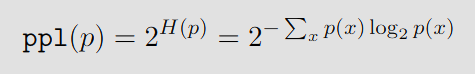 ppl(p) = 2^{H(p)} = 2^{-\sum_x p(x) \log_2 p(x)}